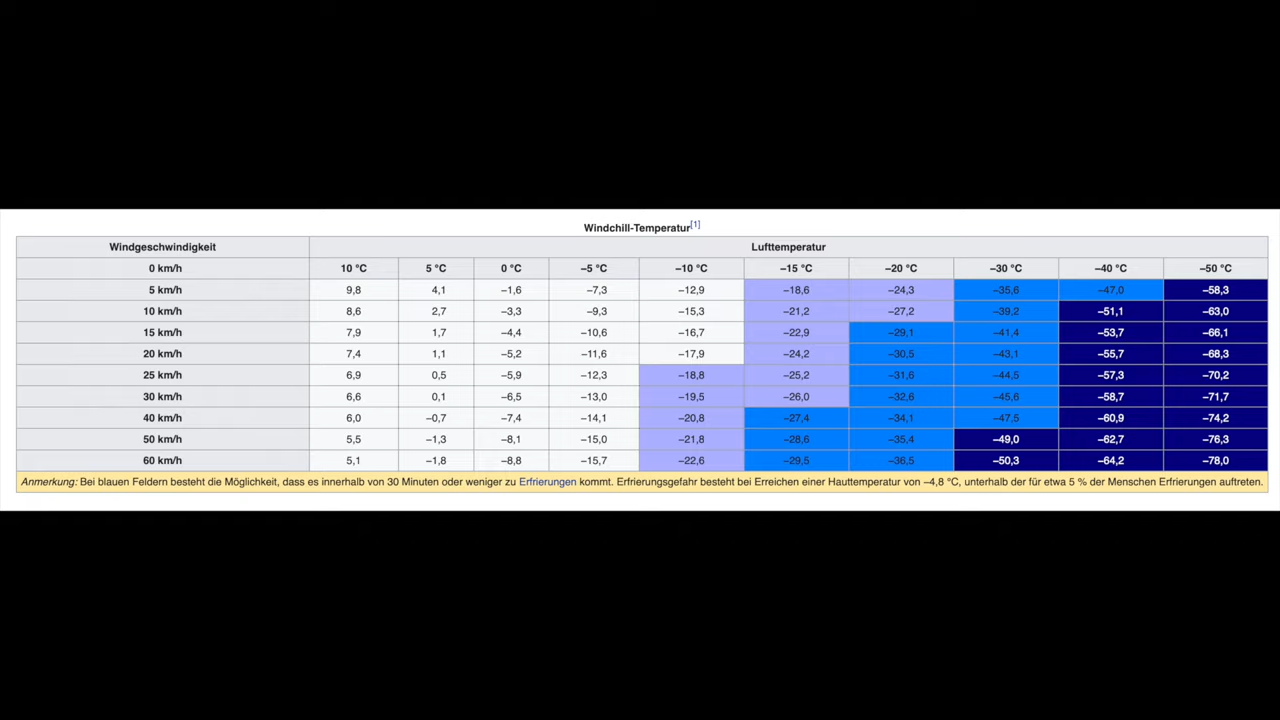 Windchill-Temperatur[1]
Windgeschwindigkeit Lufttemperatur
0 km/h 10 °C 5 °C 0 °C −5 °C −10 °C −15 °C −20 °C −30 °C −40 °C −50 °C
5 km/h 9,8 4,1 −1,6 −7,3 −12,9 −18,6 −24,3 −35,6 −47,0 −58,3
10 km/h 8,6 2,7 −3,3 −9,3 −15,3 −21,2 −27,2 −39,2 −51,1 −63,0
15 km/h 7,9 1,7 −4,4 −10,6 −16,7 −22,9 −29,1 −41,4 −53,7 −66,1
20 km/h 7,4 1,1 −5,2 −11,6 −17,9 −24,2 −30,5 −43,1 −55,7 −68,3
25 km/h 6,9 0,5 −5,9 −12,3 −18,8 −25,2 −31,6 −44,5 −57,3 −70,2
30 km/h 6,6 0,1 −6,5 −13,0 −19,5 −26,0 −32,6 −45,6 −58,7 −71,7
40 km/h 6,0 −0,7 −7,4 −14,1 −20,8 −27,4 −34,1 −47,5 −60,9 −74,2
50 km/h 5,5 −1,3 −8,1 −15,0 −21,8 −28,6 −35,4 −49,0 −62,7 −76,3
60 km/h 5,1 −1,8 −8,8 −15,7 −22,6 −29,5 −36,5 −50,3 −64,2 −78,0
Anmerkung: Bei blauen Feldern besteht die Möglichkeit, dass es innerhalb von 30 Minuten oder weniger zu Erfrierungen kommt. Erfrierungsgefahr besteht bei Erreichen einer Hauttemperatur von −4,8 °C, unterhalb der für etwa 5 % der Menschen Erfrierungen auftreten.